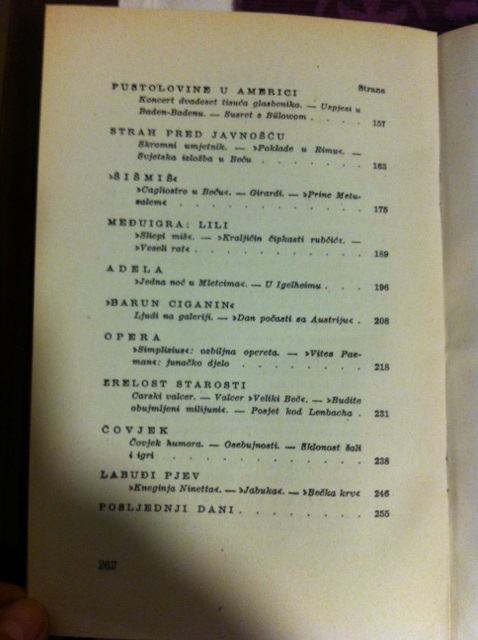 Strana
PUSTOLOVINE U AMERICI
Koncert dvadeset tisuća glasbenika. — Uspjesi u
Baden-Badenu. — Susret s Bülowom . . . . 157
STRAH PRED JAVNOŠĆU
Skromni umjetnik. — »Poklade u Rimu«. —
Svjetska izložba u Beču . . . . . . . 163
»ŠIŠMIŠ«
»Cagliostro u Beču«. — Girardi. — »Princ Metu-
salem« . . . . . . . . . . . . 175
MEĐUIGRA: LILI
»Sliepi miš«. — »Kraljičin čipkasti rubčić«. —
»Veseli rat« . . . . . . . . . . . 189
ADELA
»Jedna noć u Mletcima«. — U Igelheimu . . . 196
»BARUN CIGANIN«
Ljudi na galeriji. — »Dan počasti za Austriju« . 208
OPERA
»Simplizius«: ozbiljna opereta. — »Vitez Paz-
man«: junačko djelo . . . . . . . . 218
ZRELOST STAROSTI
Carski valcer. — Valcer »Veliki Beč«. — »Budite
obujmljeni milijuni«. — Posjet kod Lenbacha . 231
ČOVJEK
Čovjek humora. — Osebujnosti. — Sklonost šali
i igri . . . . . . . . . . . . 238
LABUĐI PJEV
»Kneginja Ninetta«. — »Jabuka«. — »Bečka krv« 246
POSLJEDNJI DANI . . . . . . . . 255
262